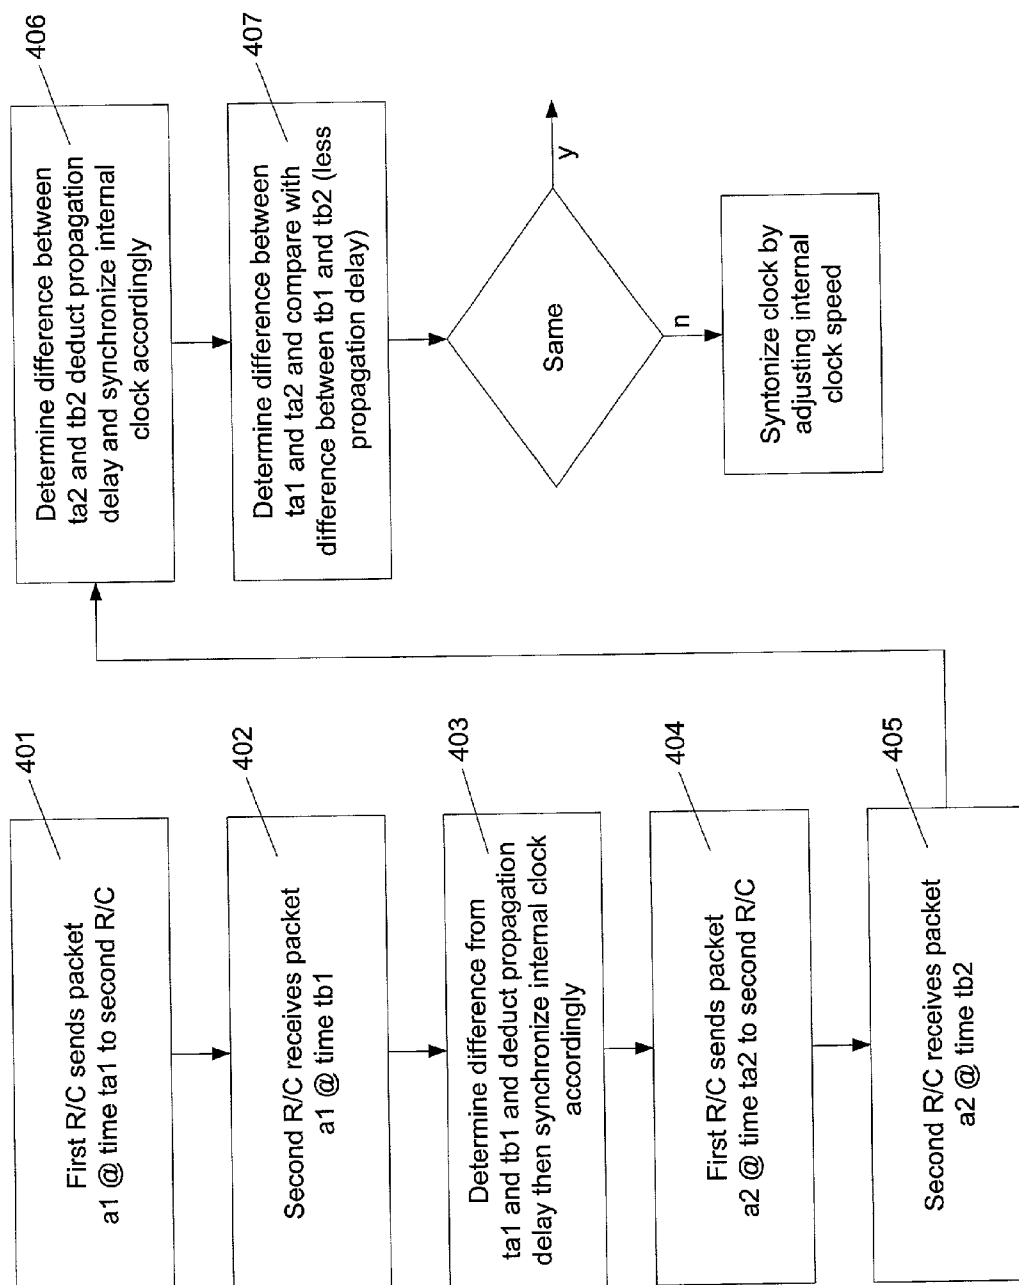 401
First R/C sends packet
a1 @ time ta1 to second R/C
402
Second R/C receives packet
a1 @ time tb1
403
Determine difference from
ta1 and tb1 and deduct propagation
delay then synchronize internal clock
accordingly
404
First R/C sends packet
a2 @ time ta2 to second R/C
405
Second R/C receives packet
a2 @ time tb2
406
Determine difference between
ta2 and tb2 deduct propagation
delay and synchronize internal
clock accordingly
407
Determine difference between
ta1 and ta2 and compare with
difference between tb1 and tb2 (less
propagation delay)
Same
y
n
Syntonize clock by
adjusting internal
clock speed